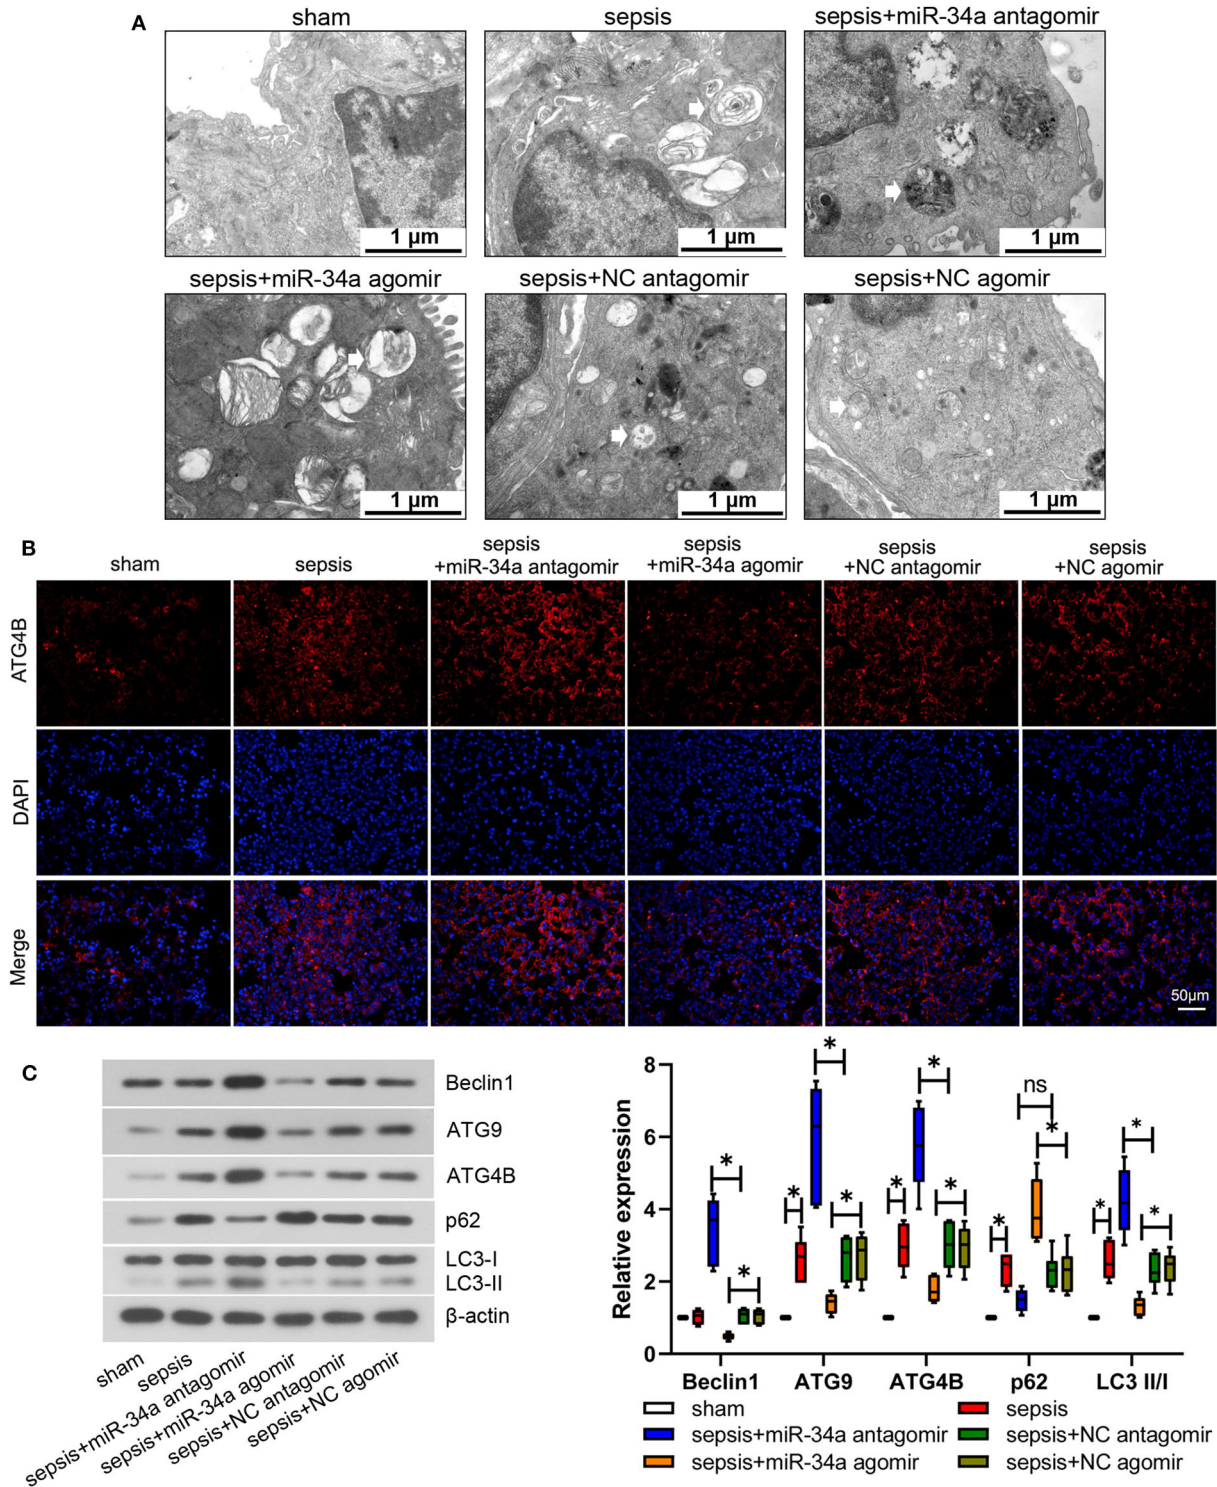 A
sham
sepsis
sepsis+miR-34a antagomir
1 µm
1 µm
1 µm
sepsis+miR-34a agomir
sepsis+NC antagomir
sepsis+NC agomir
1 µm
1 µm
1 µm
B
sham
sepsis
sepsis
+miR-34a antagomir
sepsis
+miR-34a agomir
sepsis
+NC antagomir
sepsis
+NC agomir
ATG4B
DAPI
Merge
50µm
C
Beclin1
ATG9
ATG4B
p62
LC3-I
LC3-II
β-actin
sham
sepsis
sepsis+miR-34a antagomir
sepsis+miR-34a agomir
sepsis+NC antagomir
sepsis+NC agomir
Relative expression
8
6
4
2
0
*
*
*
*
*
*
*
*
*
ns
*
*
*
*
Beclin1
ATG9
ATG4B
p62
LC3 II/I
sham
sepsis
sepsis+miR-34a antagomir
sepsis+NC antagomir
sepsis+miR-34a agomir
sepsis+NC agomir